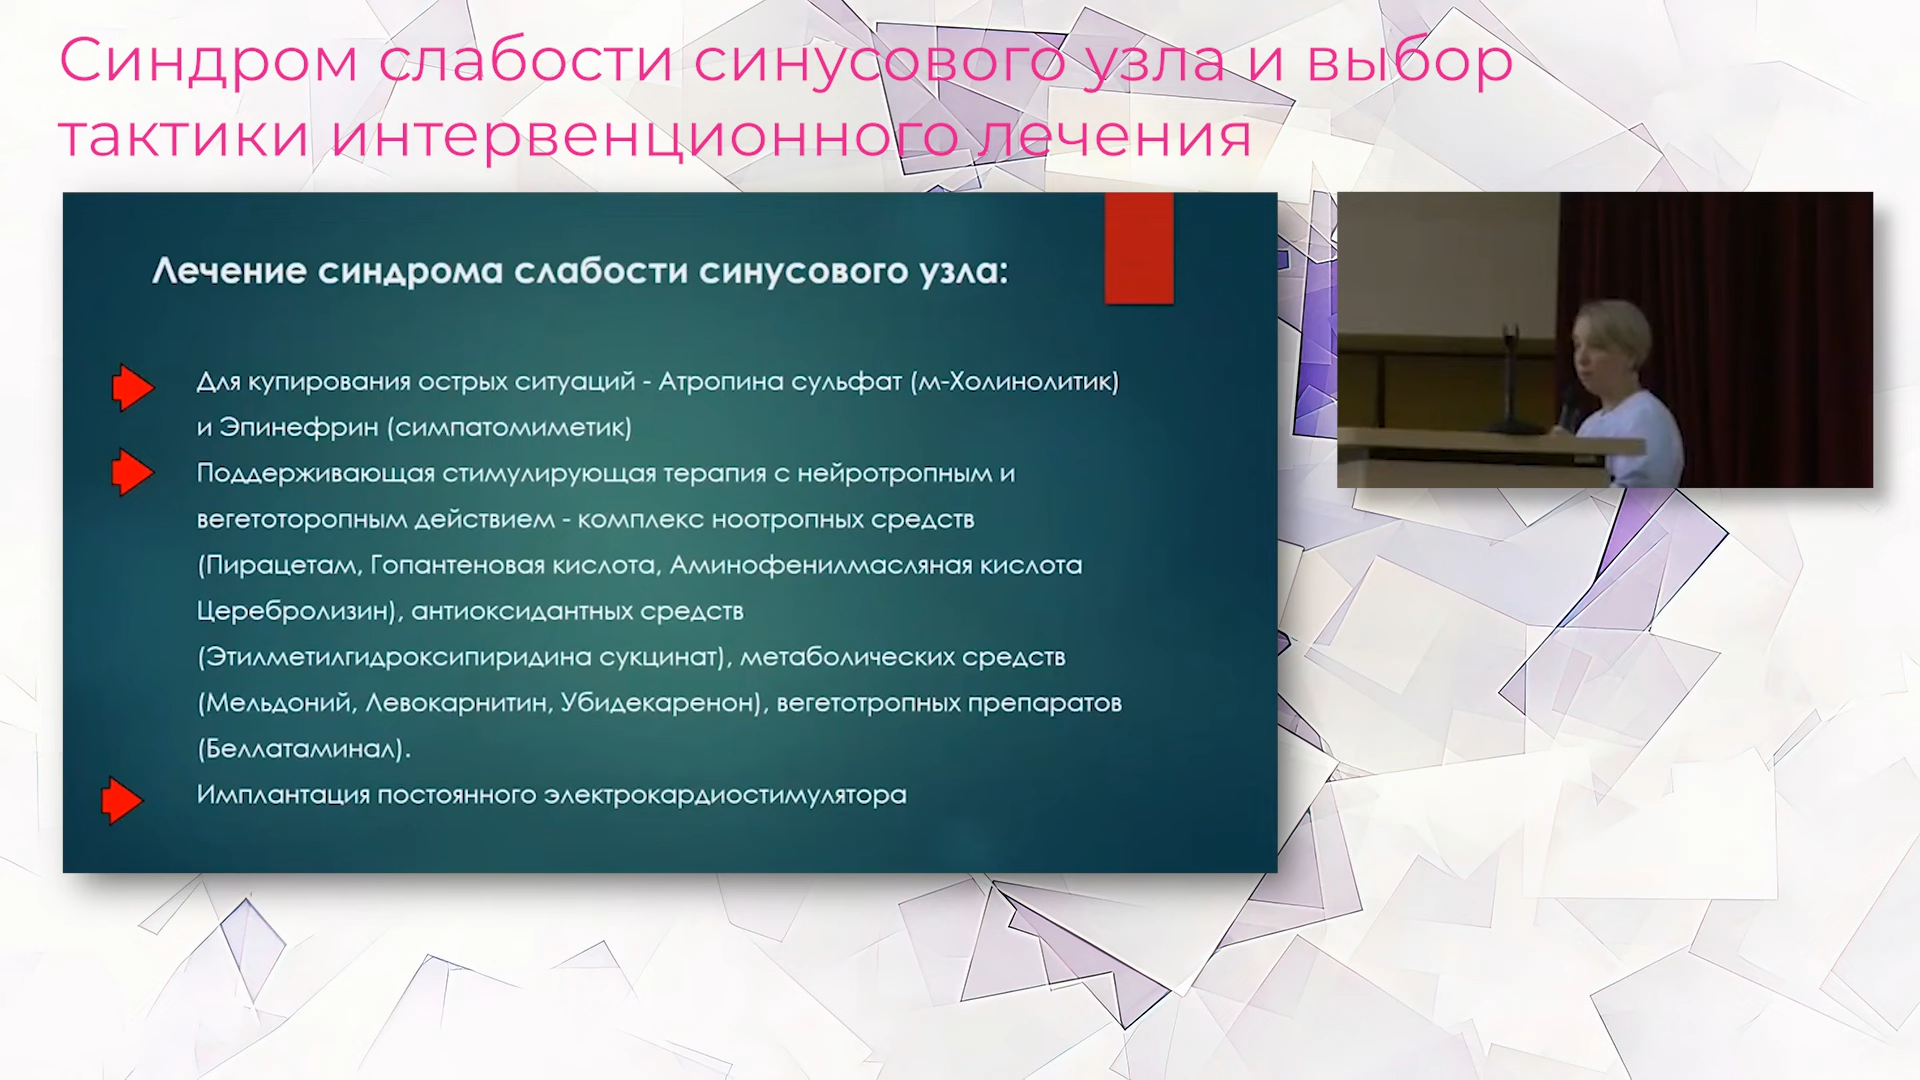 Синдром слабости синусового узла и выбор
тактики интервенционного лечения
Лечение синдрома слабости синусового узла:
Для купирования острых ситуаций - Атропина сульфат (м-Холинолитик)
и Эпинефрин (симпатомиметик)
Поддерживающая стимулирующая терапия с нейротропным и
вегетоторопным действием - комплекс ноотропных средств
(Пирацетам, Гопантеновая кислота, Аминофенилмасляная кислота
Церебролизин), антиоксидантных средств
(Этилметилгидроксипиридина сукцинат), метаболических средств
(Мельдоний, Левокарнитин, Убидекаренон), вегетотропных препаратов
(Беллатаминал).
Имплантация постоянного электрокардиостимулятора